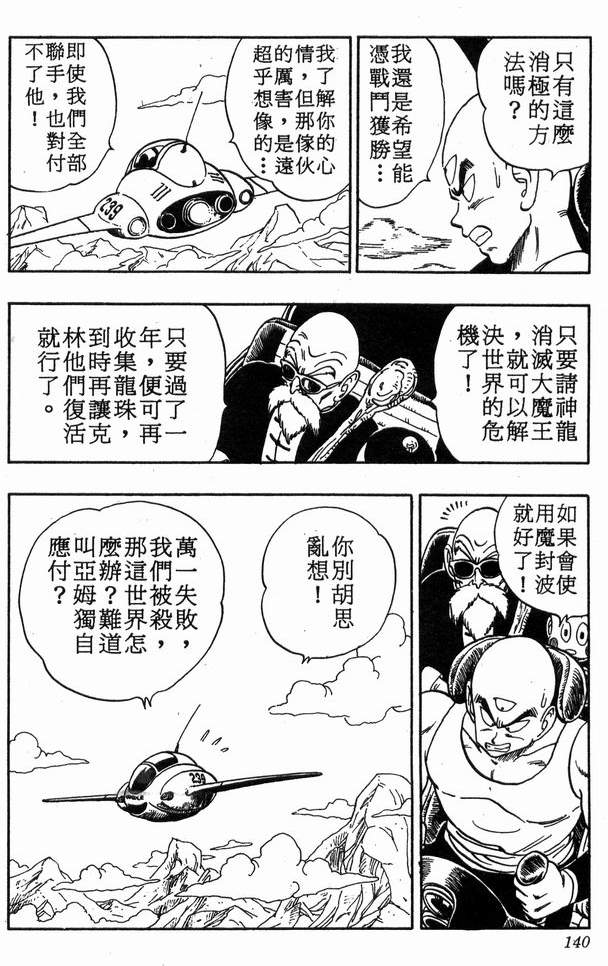 只有這麼
消極的方
法嗎？
我還是希望能
憑戰鬥獲
勝…
我了解你的心
情，但那傢伙
的厲害，是遠
超乎想像的…
即使我們全部
聯手，也對付
不了他！
239
只要請神龍
消滅大魔王
，就可以解
決世界的危
機了！
只要過了一
年，便可再
收集龍珠，
到時再讓克
林他們復活
就行了。
如果會使
用魔封波
就好了！
你別胡思
亂想！
萬一失敗，
我們被殺，
那這世界怎
麼辦？難道
叫亞姆獨自
應付？
239
140